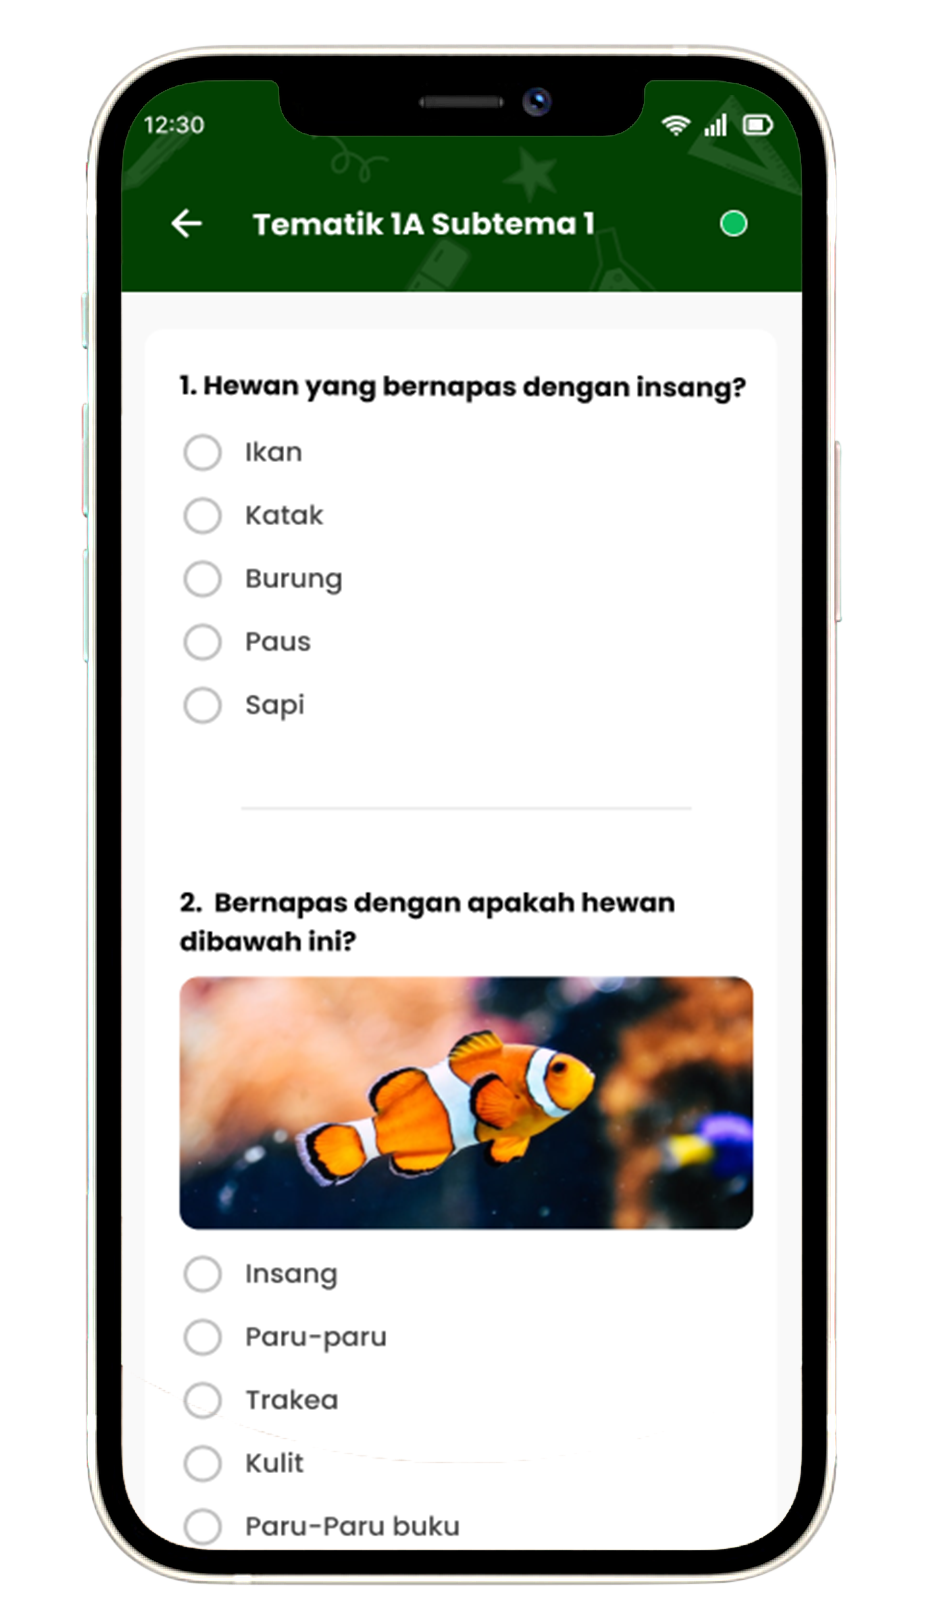 12:30
Tematik 1A Subtema 1
1. Hewan yang bernapas dengan insang?
Ikan
Katak
Burung
Paus
Sapi
2. Bernapas dengan apakah hewan
dibawah ini?
Insang
Paru-paru
Trakea
Kulit
Paru-Paru buku